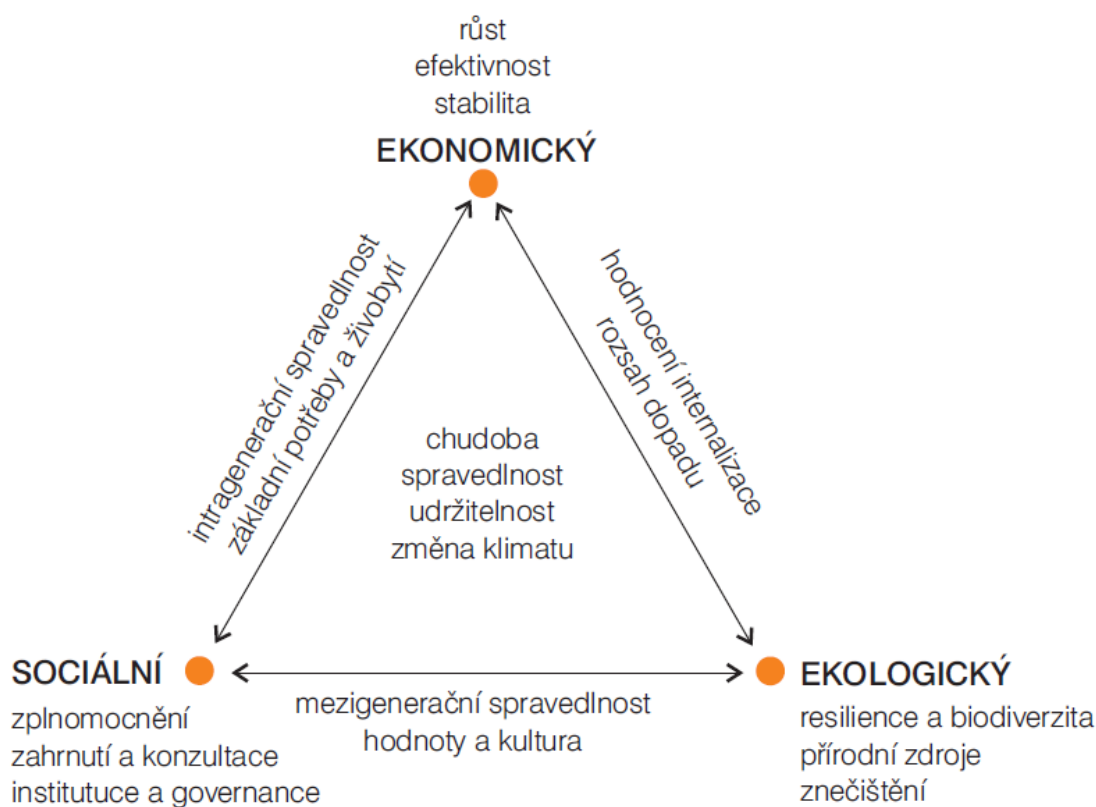 růst
efektivnost
stabilita
EKONOMICKÝ
intragenerační spravedlnost
základní potřeby a živobytí
hodnocení internalizace
rozsah dopadu
chudoba
spravedlnost
udržitelnost
změna klimatu
SOCIÁLNÍ
zplnomocnění
zahrnutí a konzultace
institutuce a governance
mezigenerační spravedlnost
hodnoty a kultura
EKOLOGICKÝ
resilience a biodiverzita
přírodní zdroje
znečištění